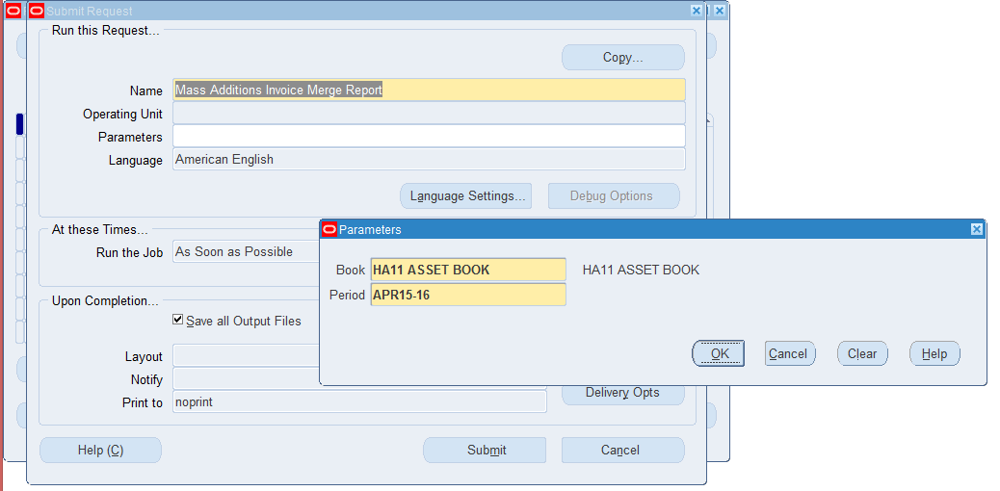 Submit Request
Run this Request...
Copy...
Name Mass Additions Invoice Merge Report
Operating Unit
Parameters
Language American English
Language Settings... Debug Options
At these Times...
Run the Job As Soon as Possible
Parameters
Book HA11 ASSET BOOK HA11 ASSET BOOK
Period APR15-16
OK Cancel Clear Help
Upon Completion...
Save all Output Files
Layout
Notify
Print to noprint
Delivery Opts
Help (C) Submit Cancel